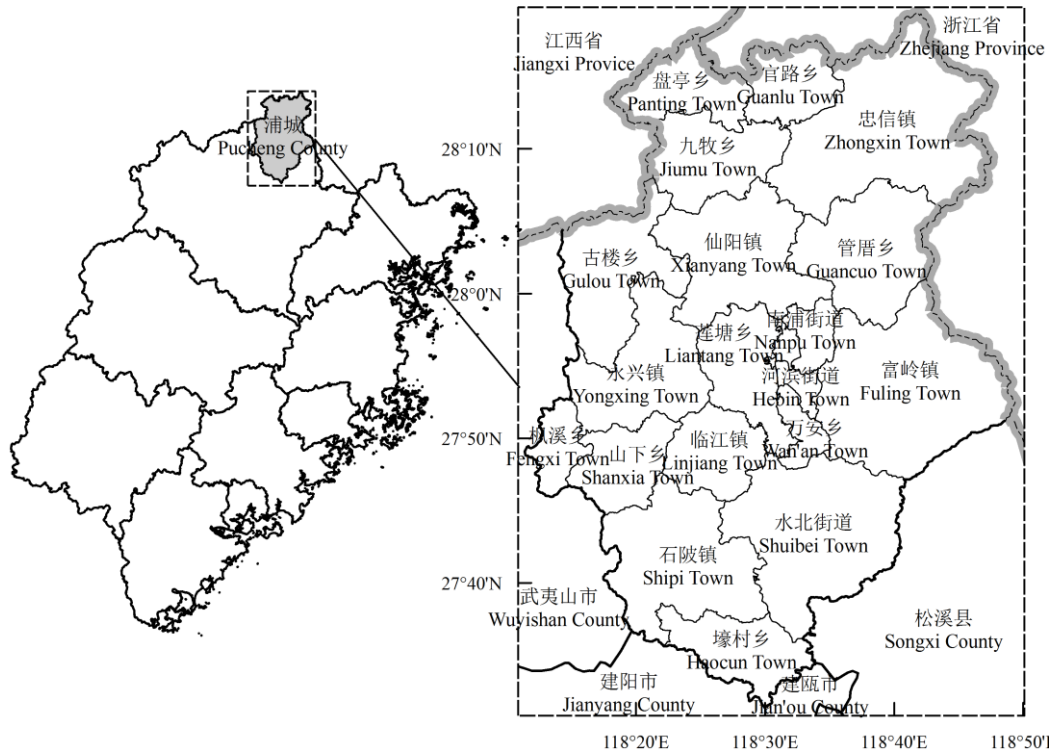 浦城
Pucheng County
江西省
Jiangxi Provice
浙江省
Zhejiang Province
盘亭乡
Panting Town
官路乡
Guanlu Town
忠信镇
Zhongxin Town
九牧乡
Jiumu Town
28°10'N
古楼乡
Gulou Town
仙阳镇
Xianyang Town
管厝乡
Guancuo Town
28°0'N
莲塘乡
Liantang Town
南浦街道
Nanpu Town
永兴镇
Yongxing Town
河滨街道
Hebin Town
富岭镇
Fuling Town
27°50'N
枫溪乡
Fengxi Town
山下乡
Shanxia Town
临江镇
Linjiang Town
万安乡
Wan'an Town
水北街道
Shuibei Town
石陂镇
Shipi Town
27°40'N
武夷山市
Wuyishan County
松溪县
Songxi County
壕村乡
Haocun Town
建阳市
Jianyang County
建瓯市
Jian'ou County
118°20'E
118°30'E
118°40'E
118°50'